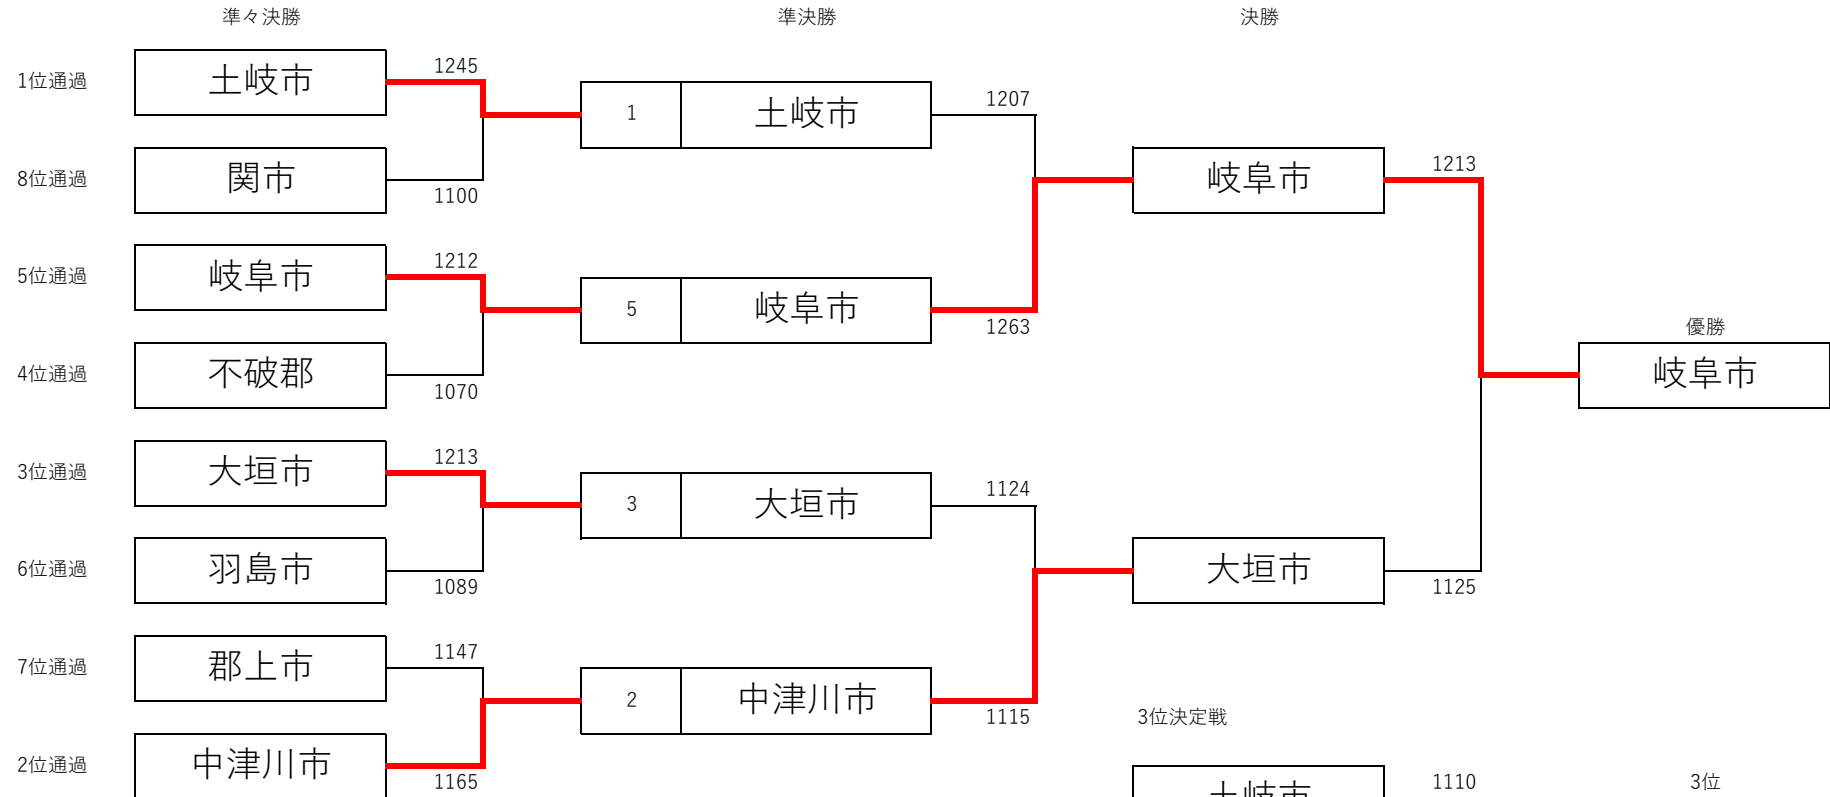 準々決勝
準決勝
決勝
1位通過
土岐市
1245
8位通過
関市
1100
5位通過
岐阜市
1212
4位通過
不破郡
1070
3位通過
大垣市
1213
6位通過
羽島市
1089
7位通過
郡上市
1147
2位通過
中津川市
1165
1
土岐市
1207
5
岐阜市
1263
3
大垣市
1124
2
中津川市
1115
岐阜市
1213
大垣市
1125
優勝
岐阜市
3位決定戦
土岐市
1110
3位